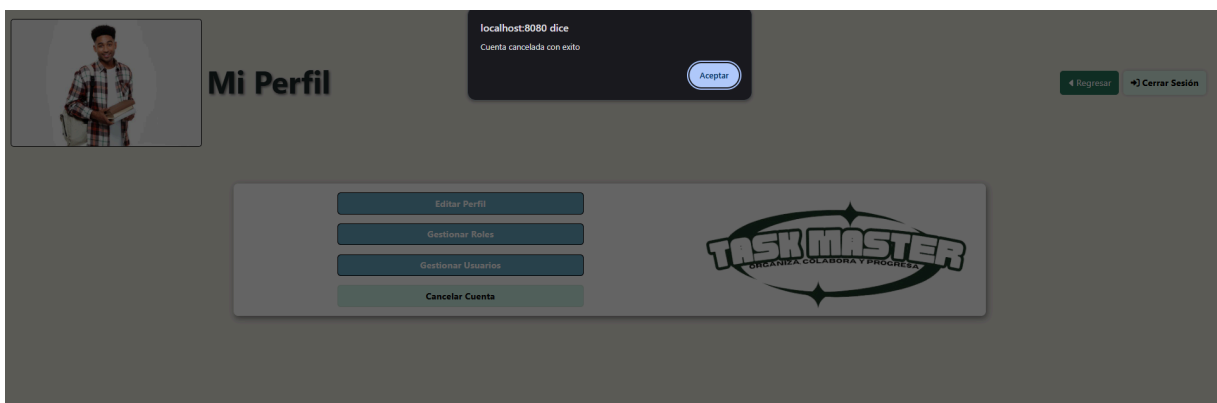 localhost:8080 dice
Cuenta cancelada con exito
Aceptar
Mi Perfil
Regresar
Cerrar Sesión
Editar Perfil
Gestionar Roles
Gestionar Usuarios
Cancelar Cuenta
TASK MASTER
ORGANIZA, COLABORA Y PROGRESA